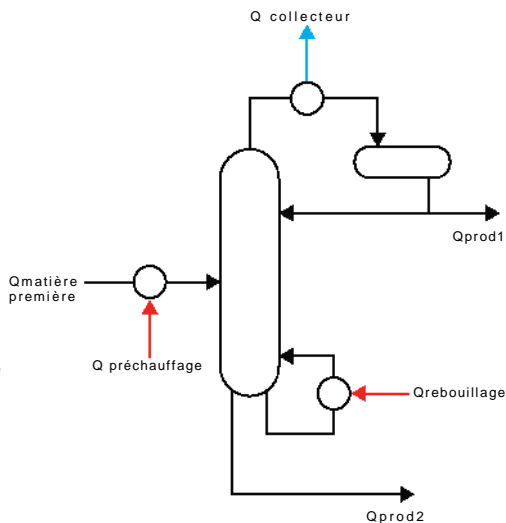 Q collecteur
Qprod1
Qmatière
première
Q préchauffage
Qrebouillage
Qprod2